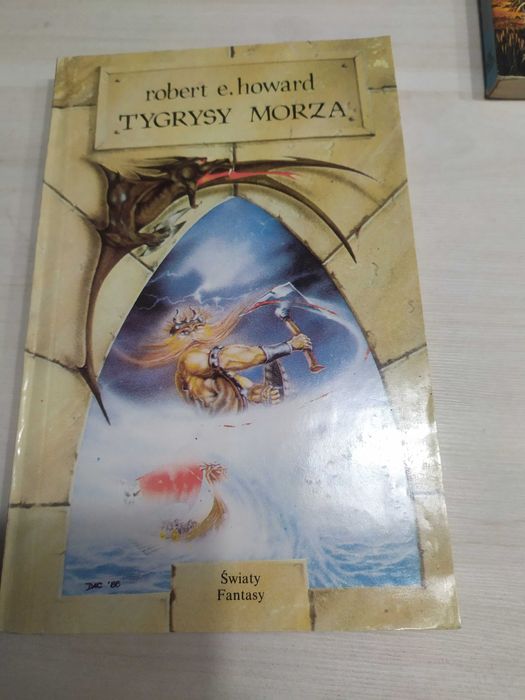 robert e. howard
TYGRYSY MORZA
Światy
Fantasy